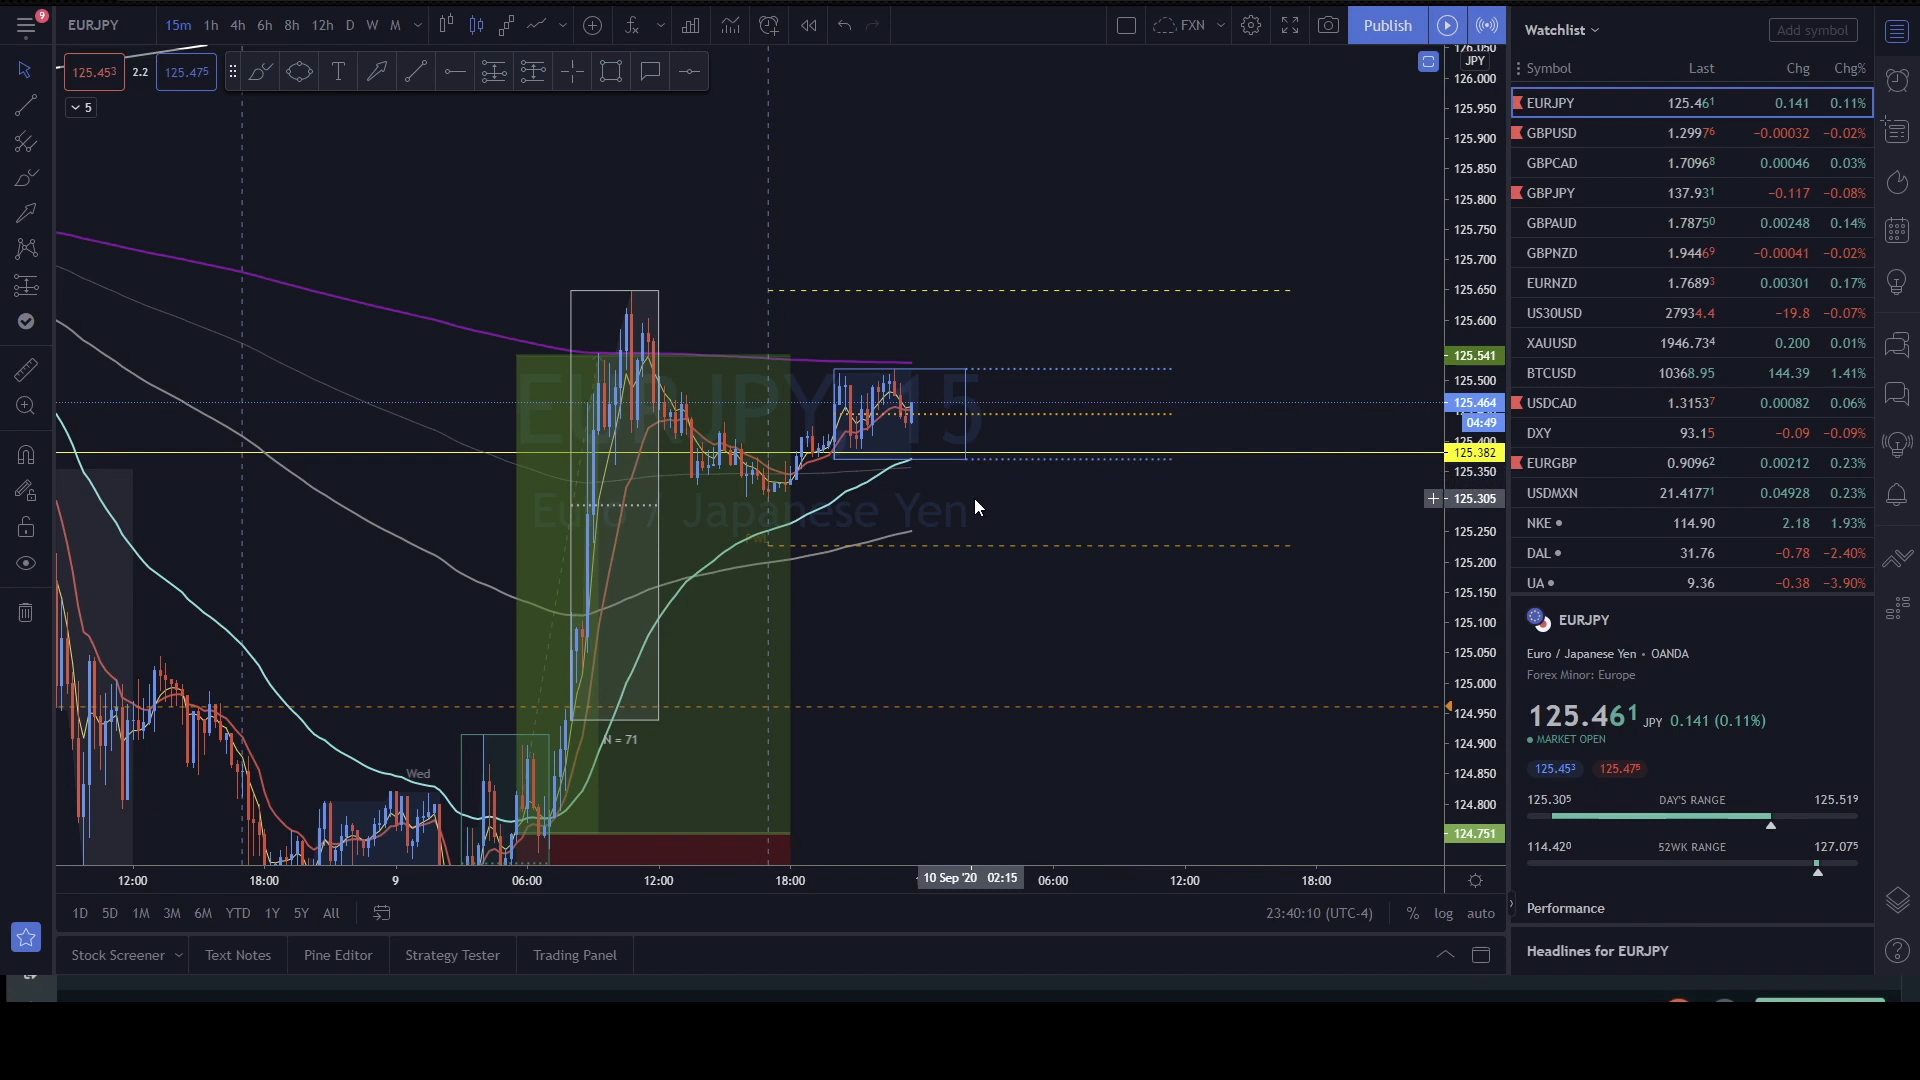 9
EURJPY 15m 1h 4h 6h 8h 12h D W M FXN Publish
125.453 2.2 125.475
5
JPY
126.050
126.000
125.950
125.900
125.850
125.800
125.750
125.700
125.650
125.600
125.541
125.500
125.464
04:49
125.400
125.382
125.350
125.305
125.250
125.200
125.150
125.100
125.050
125.000
124.950
124.900
124.850
124.800
124.751
EURJPY 15
Euro / Japanese Yen
N = 71
Wed
12:00 18:00 9 06:00 12:00 18:00 10 Sep '20 02:15 06:00 12:00 18:00
1D 5D 1M 3M 6M YTD 1Y 5Y All 23:40:10 (UTC-4) % log auto
Stock Screener Text Notes Pine Editor Strategy Tester Trading Panel
Watchlist Add symbol
Symbol Last Chg Chg%
EURJPY 125.461 0.141 0.11%
GBPUSD 1.29976 −0.00032 −0.02%
GBPCAD 1.70968 0.00046 0.03%
GBPJPY 137.931 −0.117 −0.08%
GBPAUD 1.78750 0.00248 0.14%
GBPNZD 1.94469 −0.00041 −0.02%
EURNZD 1.76893 0.00301 0.17%
US30USD 27934.4 −19.8 −0.07%
XAUUSD 1946.734 0.200 0.01%
BTCUSD 10368.95 144.39 1.41%
USDCAD 1.31537 0.00082 0.06%
DXY 93.15 −0.09 −0.09%
EURGBP 0.90962 0.00212 0.23%
USDMXN 21.41771 0.04928 0.23%
NKE 114.90 2.18 1.93%
DAL 31.76 −0.78 −2.40%
UA 9.36 −0.38 −3.90%
EURJPY
Euro / Japanese Yen • OANDA
Forex Minor: Europe
125.461 JPY 0.141 (0.11%)
MARKET OPEN
125.453 125.475
125.305 DAY'S RANGE 125.519
114.420 52WK RANGE 127.075
Performance
Headlines for EURJPY